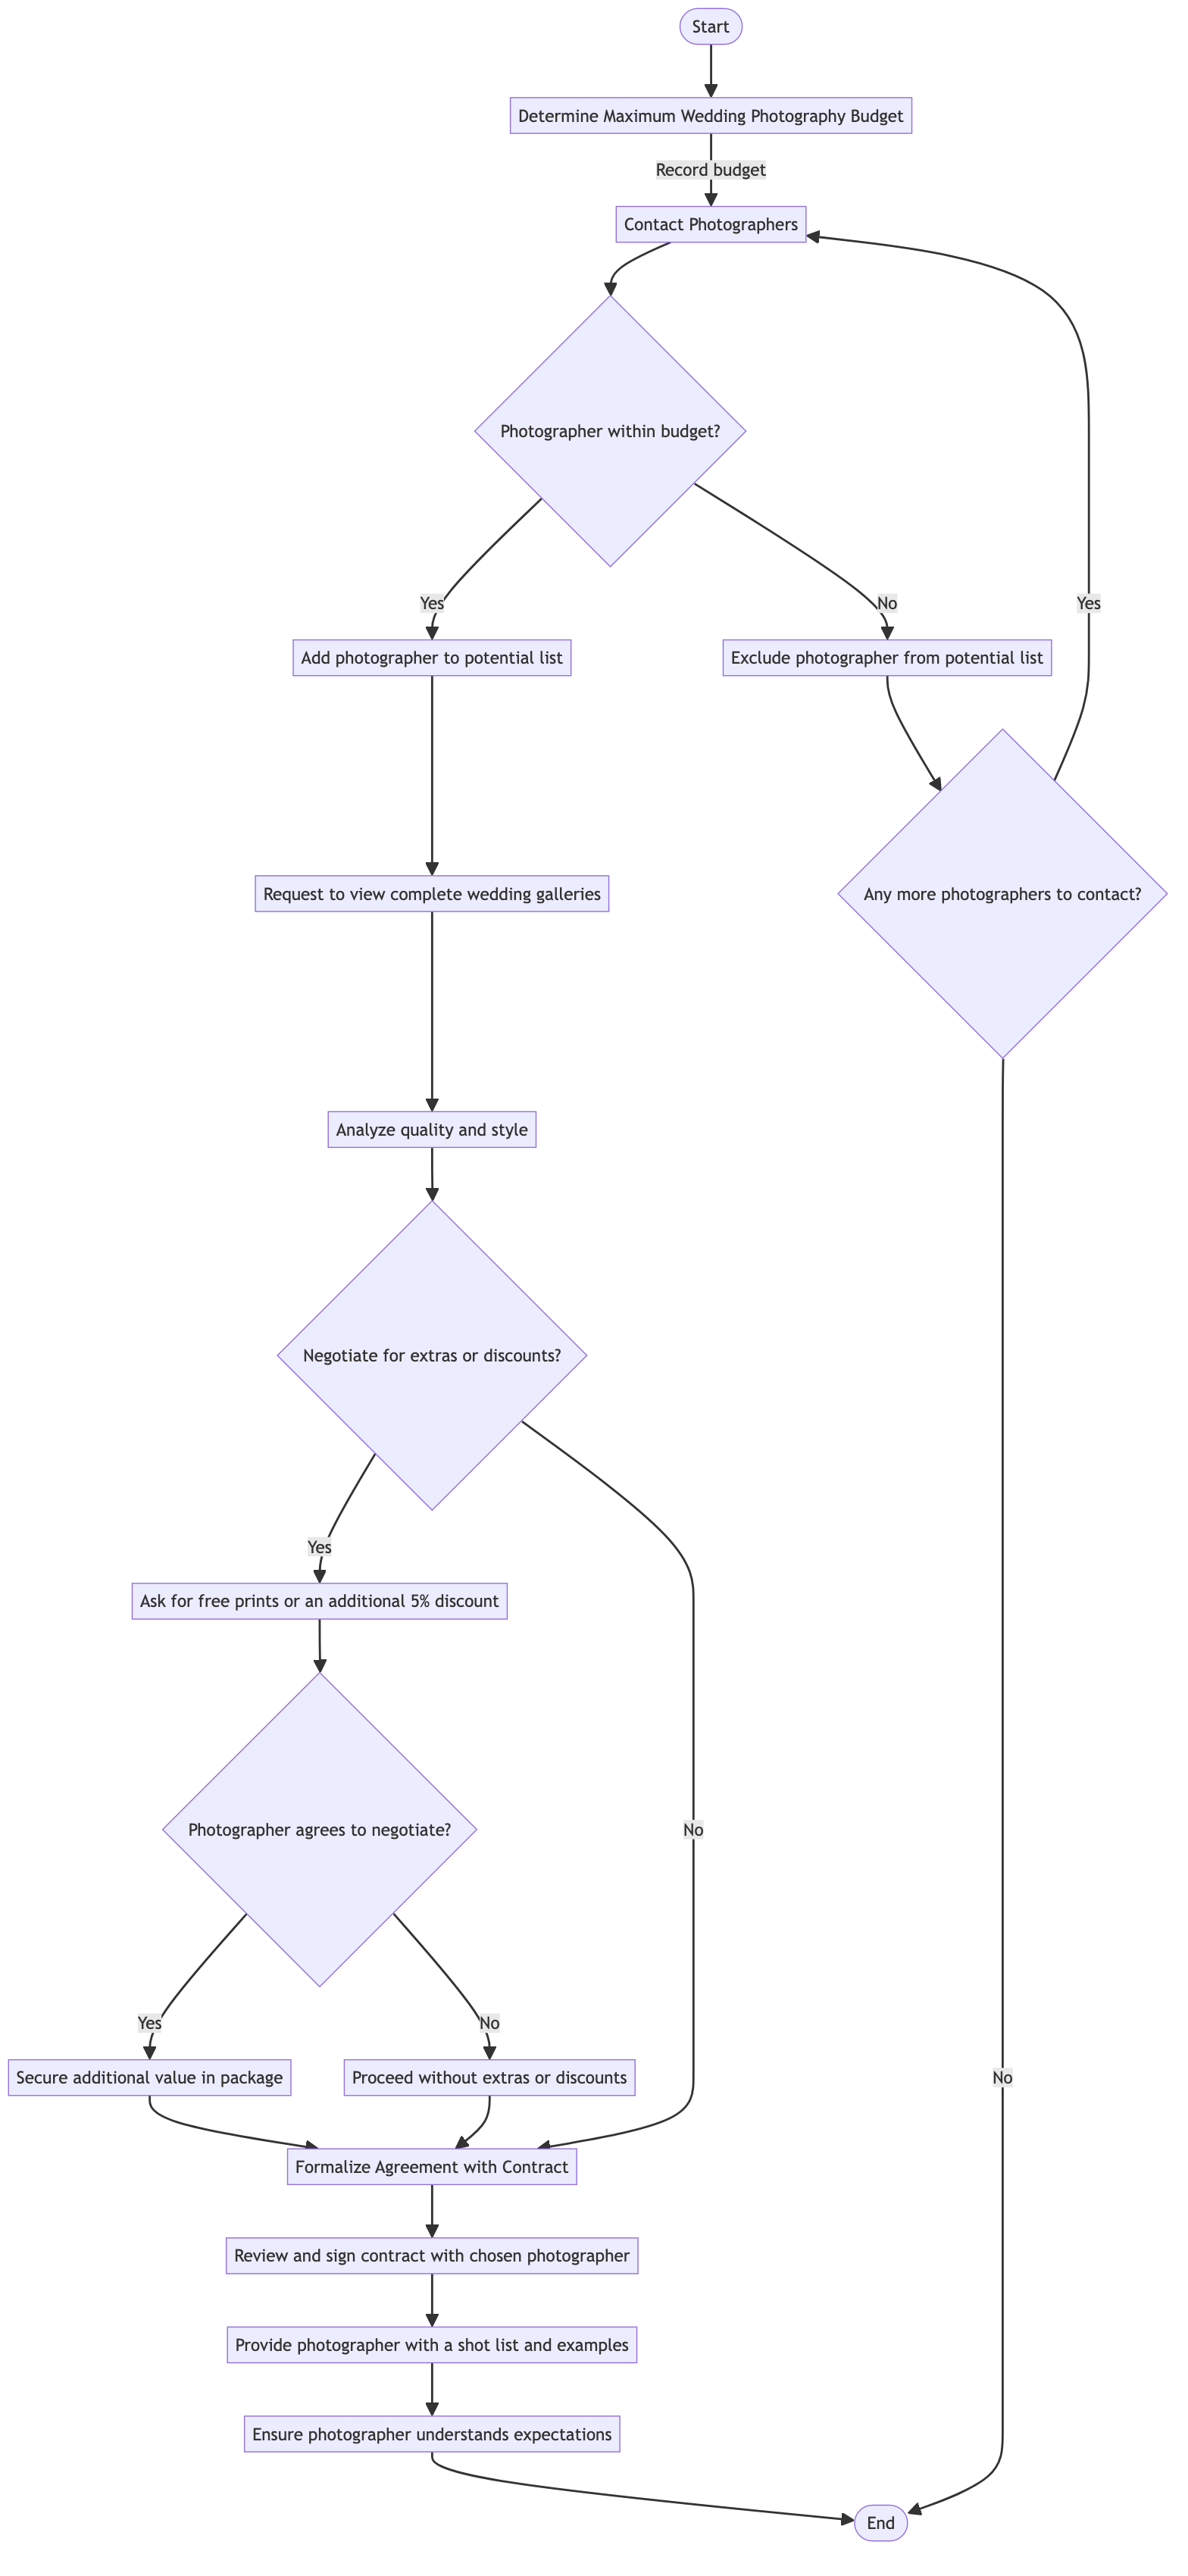 Start
Determine Maximum Wedding Photography Budget
Record budget
Contact Photographers
Photographer within budget?
Yes
No
Yes
Add photographer to potential list
Exclude photographer from potential list
Request to view complete wedding galleries
Any more photographers to contact?
Analyze quality and style
Negotiate for extras or discounts?
Yes
Ask for free prints or an additional 5% discount
Photographer agrees to negotiate?
No
Yes
No
Secure additional value in package
Proceed without extras or discounts
No
Formalize Agreement with Contract
Review and sign contract with chosen photographer
Provide photographer with a shot list and examples
Ensure photographer understands expectations
End